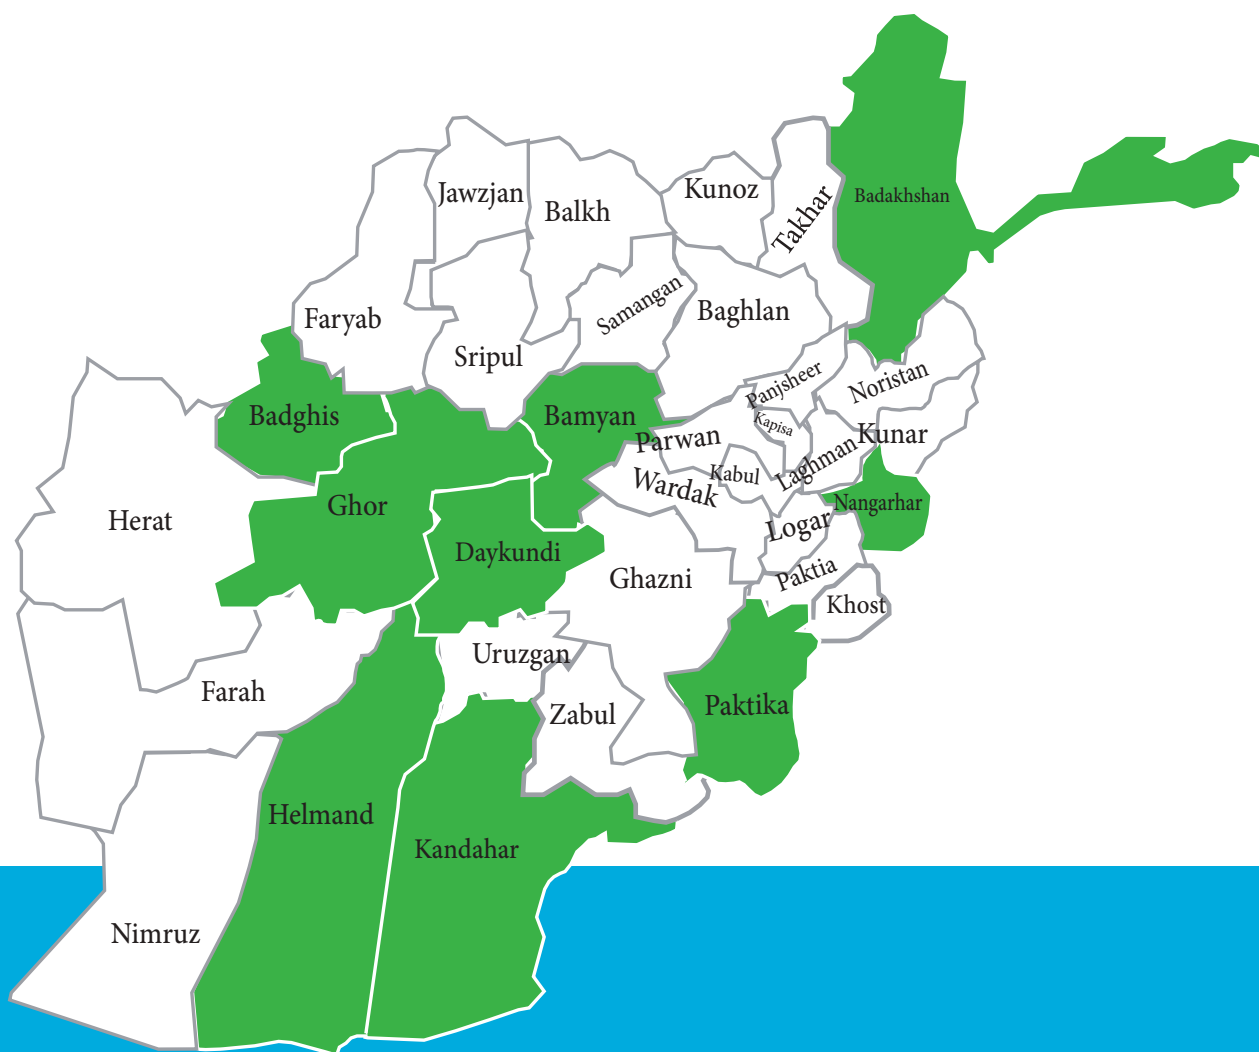 Jawzjan
Balkh
Kunoz
Takhar
Badakhshan
Faryab
Sripul
Samangan
Baghlan
Panjsheer
Noristan
Badghis
Bamyan
Parwan
Kapisa
Kunar
Laghman
Kabul
Wardak
Nangarhar
Herat
Ghor
Daykundi
Logar
Ghazni
Paktia
Khost
Uruzgan
Farah
Zabul
Paktika
Helmand
Kandahar
Nimruz